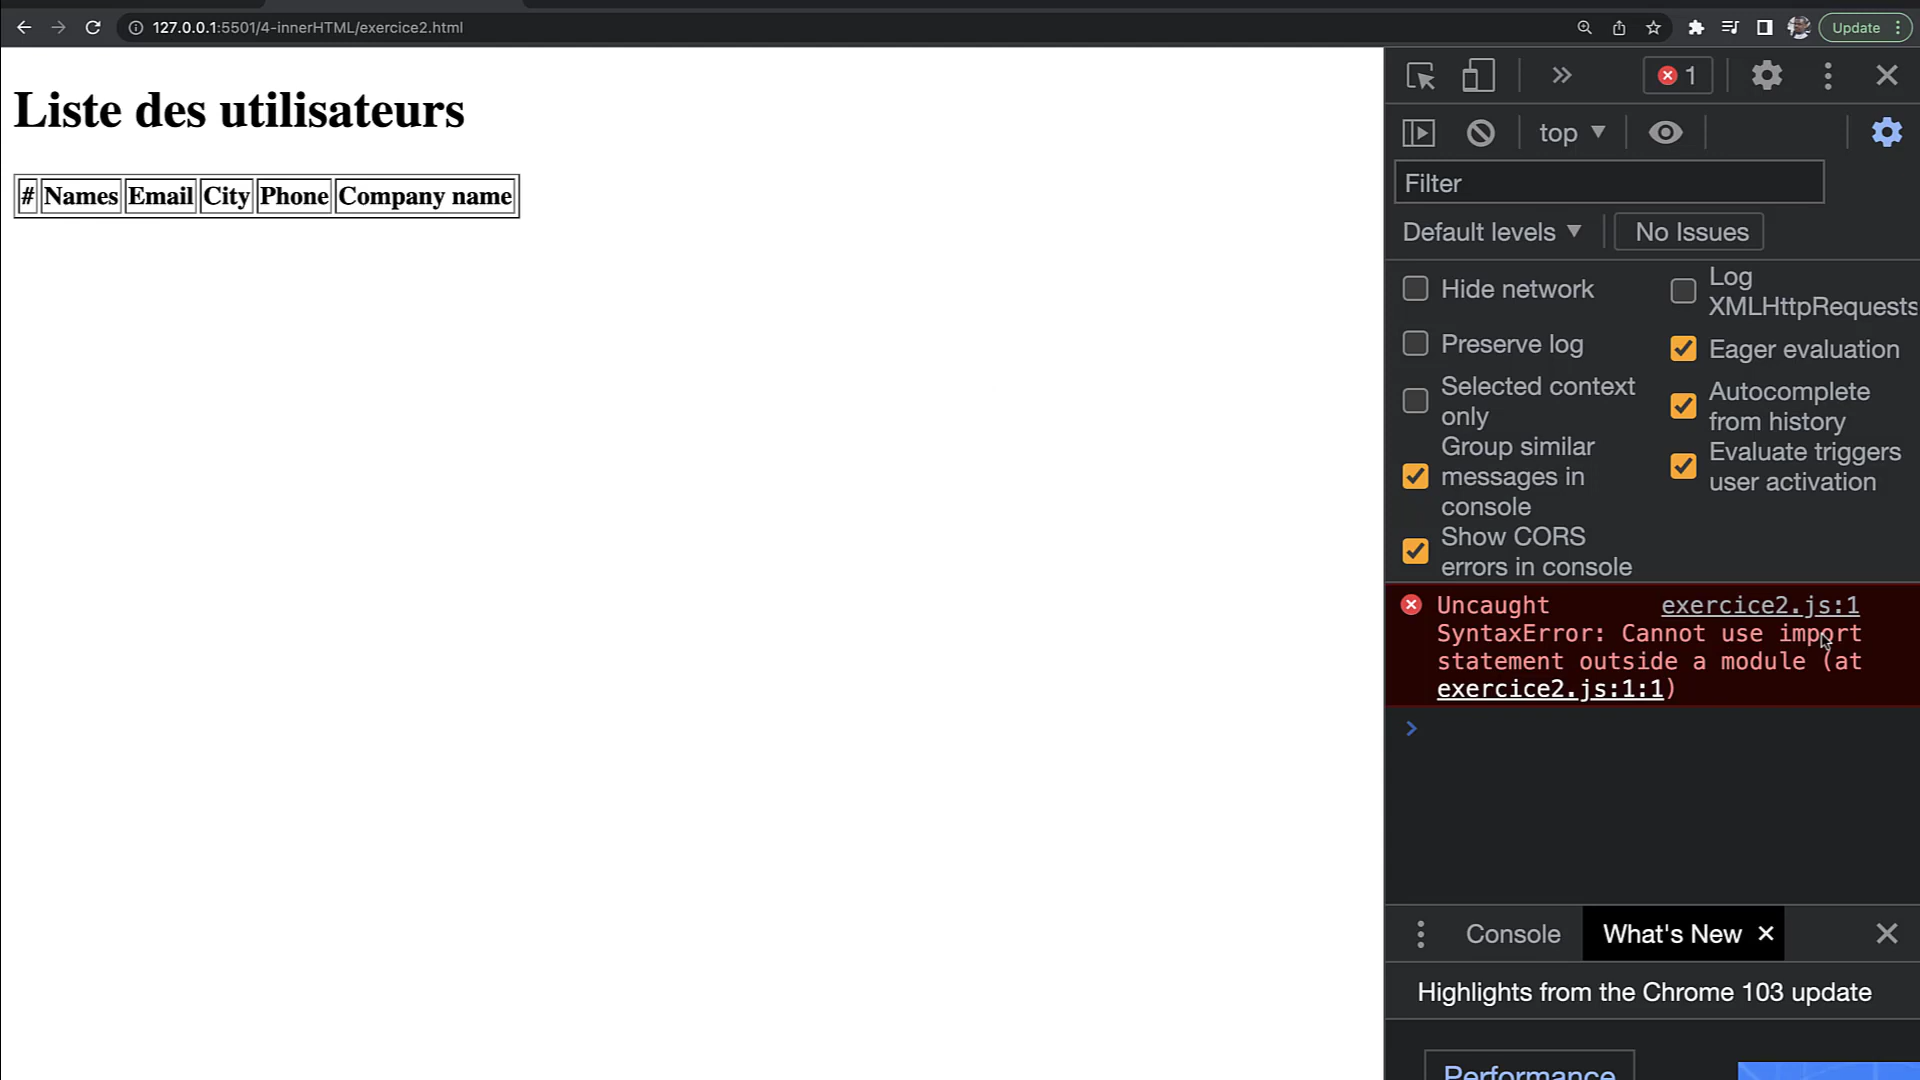 127.0.0.1:5501/4-innerHTML/exercice2.html
Update
Liste des utilisateurs
# Names Email City Phone Company name
1
top
Filter
Default levels
No Issues
Hide network
Log
XMLHttpRequests
Preserve log
Eager evaluation
Selected context
only
Autocomplete
from history
Group similar
messages in
console
Evaluate triggers
user activation
Show CORS
errors in console
Uncaught exercice2.js:1
SyntaxError: Cannot use import
statement outside a module (at
exercice2.js:1:1)
Console
What's New
Highlights from the Chrome 103 update
Performance